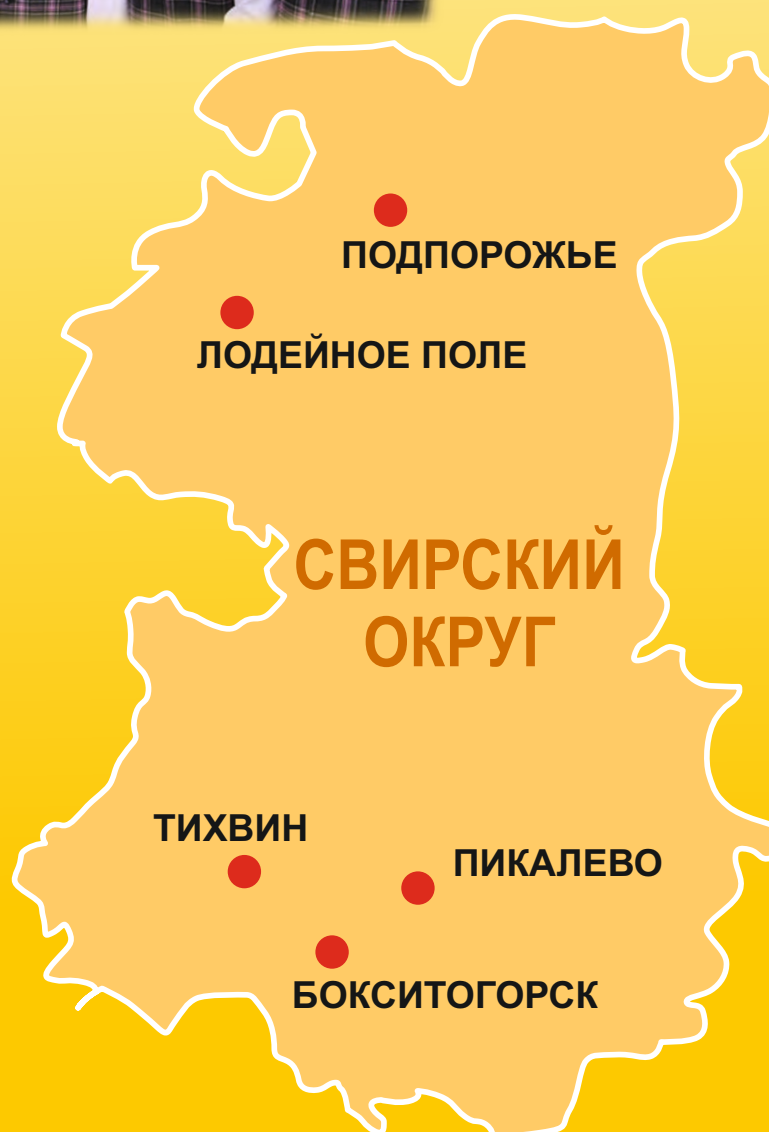 ПОДПОРОЖЬЕ
ЛОДЕЙНОЕ ПОЛЕ
СВИРСКИЙ
ОКРУГ
ТИХВИН
ПИКАЛЕВО
БОКСИТОГОРСК